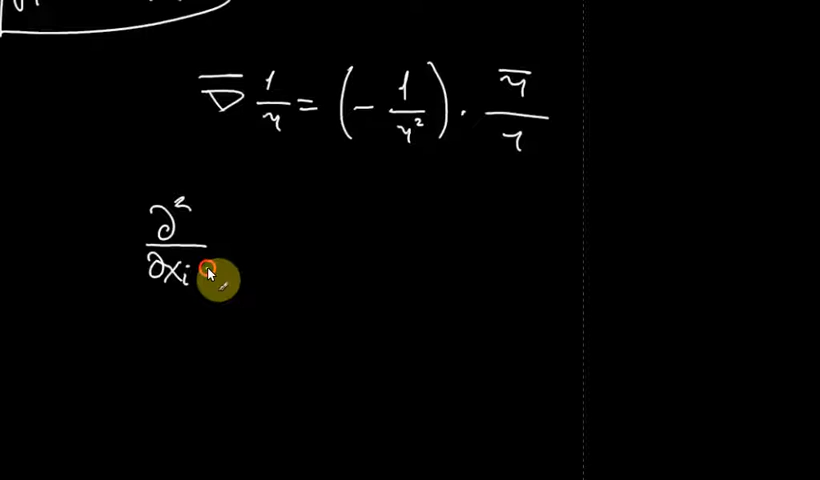 ∇̅ 1/r = (− 1/r²) · r̅/r
∂²/∂xi